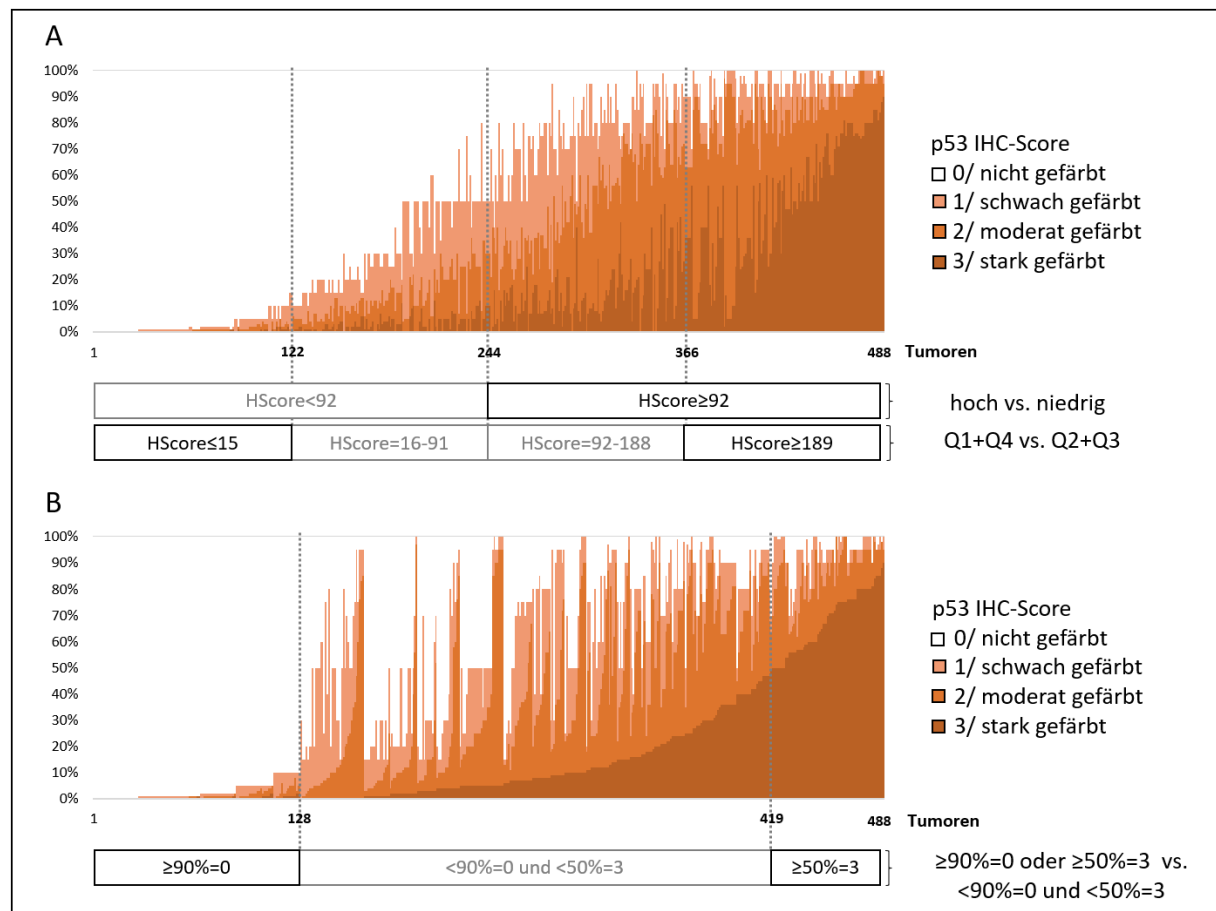 A
100%
90%
80%
70%
60%
50%
40%
30%
20%
10%
0%
p53 IHC-Score
0/ nicht gefärbt
1/ schwach gefärbt
2/ moderat gefärbt
3/ stark gefärbt
1 122 244 366 488 Tumoren
HScore<92 HScore≥92 hoch vs. niedrig
HScore≤15 HScore=16-91 HScore=92-188 HScore≥189 Q1+Q4 vs. Q2+Q3
B
100%
90%
80%
70%
60%
50%
40%
30%
20%
10%
0%
p53 IHC-Score
0/ nicht gefärbt
1/ schwach gefärbt
2/ moderat gefärbt
3/ stark gefärbt
1 128 419 488 Tumoren
≥90%=0 <90%=0 und <50%=3 ≥50%=3
≥90%=0 oder ≥50%=3 vs.
<90%=0 und <50%=3